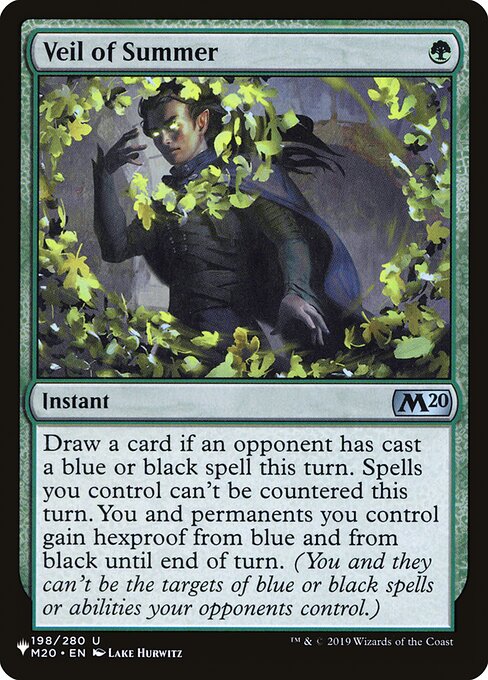 Veil of Summer
Instant
M20
Draw a card if an opponent has cast
a blue or black spell this turn. Spells
you control can't be countered this
turn. You and permanents you control
gain hexproof from blue and from
black until end of turn. (You and they
can't be the targets of blue or black spells
or abilities your opponents control.)
198/280 U
M20 • EN LAKE HURWITZ
™ & © 2019 Wizards of the Coast